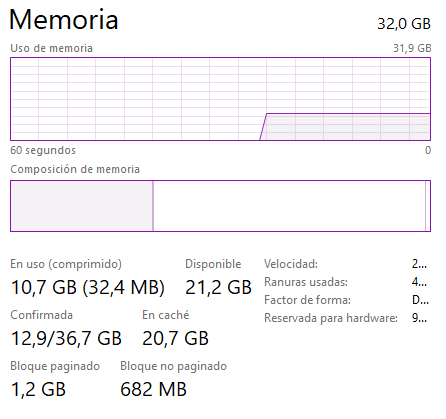 Memoria
32,0 GB
Uso de memoria
31,9 GB
60 segundos
0
Composición de memoria
En uso (comprimido)
Disponible
10,7 GB (32,4 MB)
21,2 GB
Confirmada
En caché
12,9/36,7 GB
20,7 GB
Bloque paginado
Bloque no paginado
1,2 GB
682 MB
Velocidad:
2...
Ranuras usadas:
4...
Factor de forma:
D...
Reservada para hardware:
9...